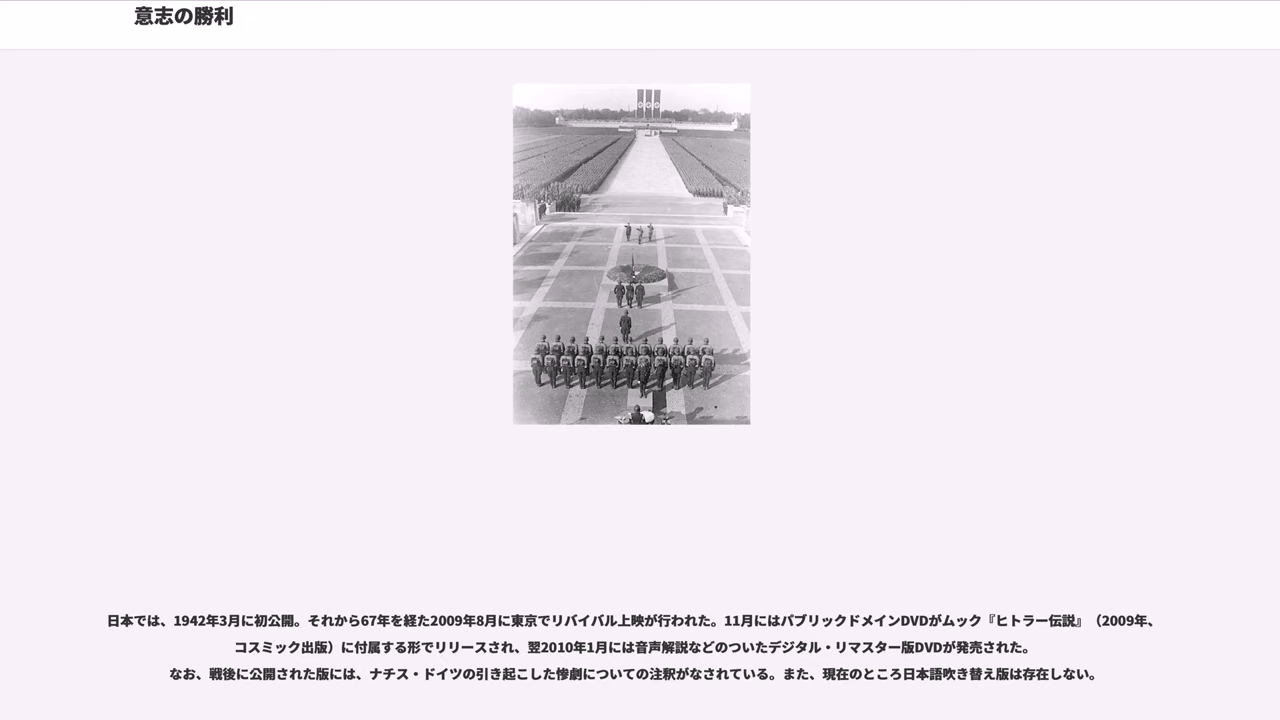 意志の勝利
日本では、1942年3月に初公開。それから67年を経た2009年8月に東京でリバイバル上映が行われた。11月にはパブリックドメインDVDがムック『ヒトラー伝説』（2009年、
コスミック出版）に付属する形でリリースされ、翌2010年1月には音声解説などのついたデジタル・リマスター版DVDが発売された。
なお、戦後に公開された版には、ナチス・ドイツの引き起こした惨劇についての注釈がなされている。また、現在のところ日本語吹き替え版は存在しない。